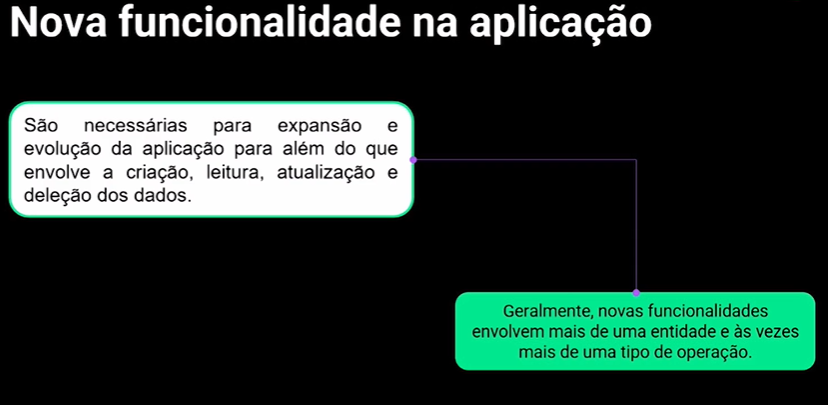 Nova funcionalidade na aplicação
São necessárias para expansão e
evolução da aplicação para além do que
envolve a criação, leitura, atualização e
deleção dos dados.
Geralmente, novas funcionalidades
envolvem mais de uma entidade e às vezes
mais de uma tipo de operação.